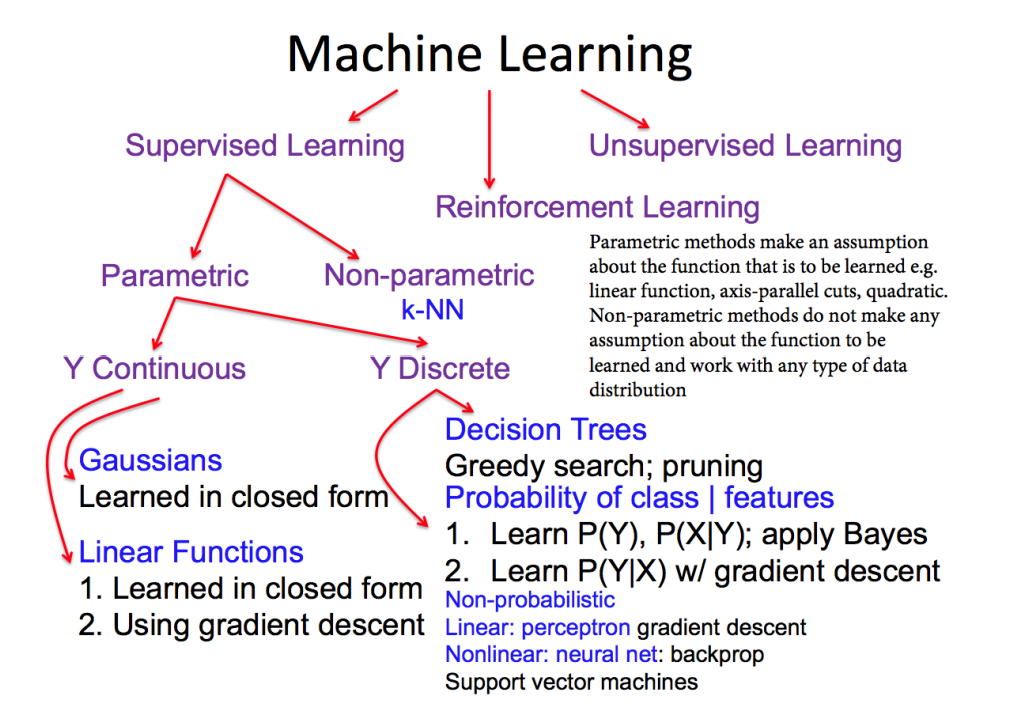 Machine Learning
Supervised Learning
Unsupervised Learning
Reinforcement Learning
Parametric methods make an assumption
about the function that is to be learned e.g.
linear function, axis-parallel cuts, quadratic.
Non-parametric methods do not make any
assumption about the function to be
learned and work with any type of data
distribution
Parametric
Non-parametric
k-NN
Y Continuous
Y Discrete
Gaussians
Learned in closed form
Linear Functions
1. Learned in closed form
2. Using gradient descent
Decision Trees
Greedy search; pruning
Probability of class | features
1. Learn P(Y), P(X|Y); apply Bayes
2. Learn P(Y|X) w/ gradient descent
Non-probabilistic
Linear: perceptron gradient descent
Nonlinear: neural net: backprop
Support vector machines